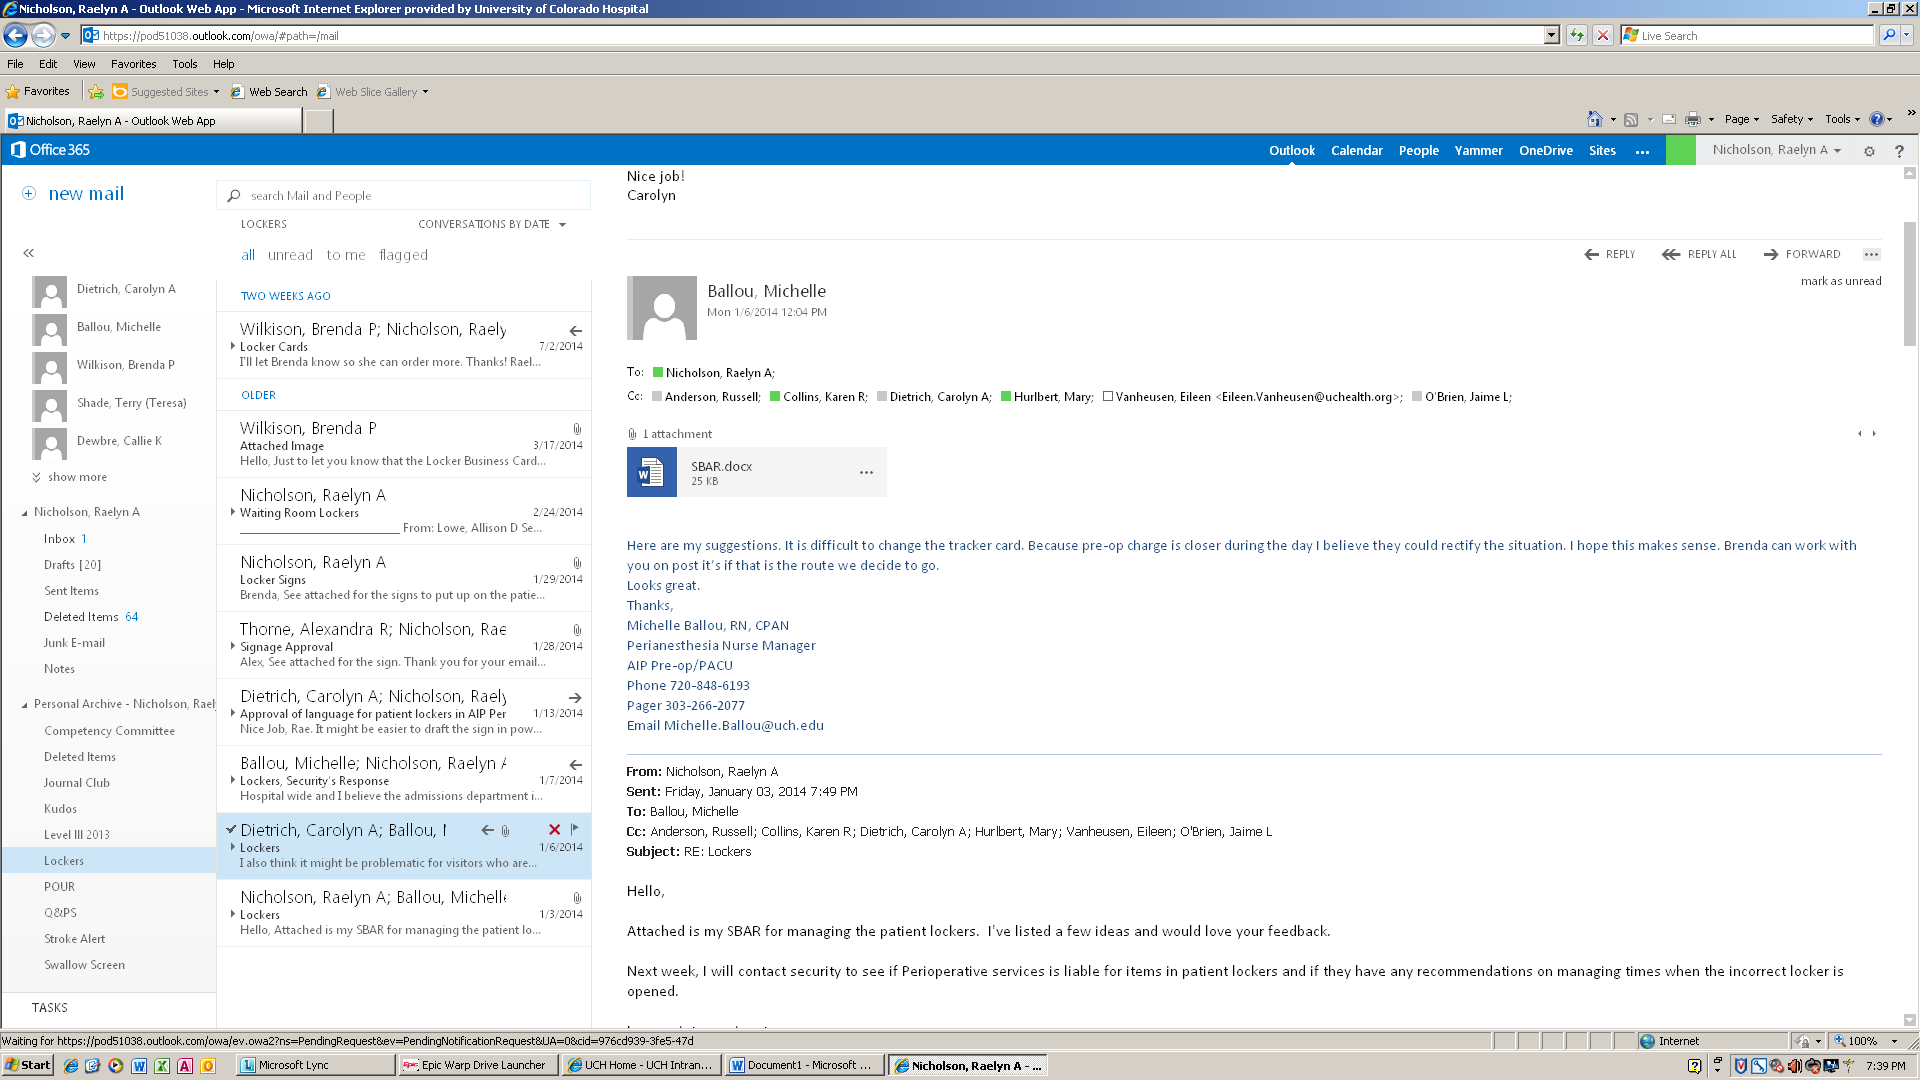 Nicholson, Raelyn A - Outlook Web App - Microsoft Internet Explorer provided by University of Colorado Hospital
https://pod51038.outlook.com/owa/#path=/mail
Live Search
File Edit View Favorites Tools Help
Favorites Suggested Sites Web Search Web Slice Gallery
Nicholson, Raelyn A - Outlook Web App
Page Safety Tools
Office 365
Outlook Calendar People Yammer OneDrive Sites ... Nicholson, Raelyn A ?
new mail
Dietrich, Carolyn A
Ballou, Michelle
Wilkison, Brenda P
Shade, Terry (Teresa)
Dewbre, Callie K
show more
Nicholson, Raelyn A
Inbox 1
Drafts [20]
Sent Items
Deleted Items 64
Junk E-mail
Notes
Personal Archive - Nicholson, Rael
Competency Committee
Deleted Items
Journal Club
Kudos
Level III 2013
Lockers
POUR
Q&PS
Stroke Alert
Swallow Screen
TASKS
search Mail and People
LOCKERS CONVERSATIONS BY DATE
all unread to me flagged
TWO WEEKS AGO
Wilkison, Brenda P; Nicholson, Raely
Locker Cards 7/2/2014
I'll let Brenda know so she can order more. Thanks! Rael...
OLDER
Wilkison, Brenda P
Attached Image 3/17/2014
Hello, Just to let you know that the Locker Business Card...
Nicholson, Raelyn A
Waiting Room Lockers 2/24/2014
________________________ From: Lowe, Allison D Se...
Nicholson, Raelyn A
Locker Signs 1/29/2014
Brenda, See attached for the signs to put up on the patie...
Thorne, Alexandra R; Nicholson, Rae
Signage Approval 1/28/2014
Alex, See attached for the sign. Thank you for your email...
Dietrich, Carolyn A; Nicholson, Raely
Approval of language for patient lockers in AIP Per 1/13/2014
Nice Job, Rae. It might be easier to draft the sign in pow...
Ballou, Michelle; Nicholson, Raelyn A
Lockers, Security's Response 1/7/2014
Hospital wide and I believe the admissions department i...
Dietrich, Carolyn A; Ballou, M
Lockers 1/6/2014
I also think it might be problematic for visitors who are...
Nicholson, Raelyn A; Ballou, Michelle
Lockers 1/3/2014
Hello, Attached is my SBAR for managing the patient lo...
Nice job!
Carolyn
REPLY REPLY ALL FORWARD ...
mark as unread
Ballou, Michelle
Mon 1/6/2014 12:04 PM
To: Nicholson, Raelyn A;
Cc: Anderson, Russell; Collins, Karen R; Dietrich, Carolyn A; Hurlbert, Mary; Vanheusen, Eileen <Eileen.Vanheusen@uchealth.org>; O'Brien, Jaime L;
1 attachment
SBAR.docx ...
25 KB
Here are my suggestions. It is difficult to change the tracker card. Because pre-op charge is closer during the day I believe they could rectify the situation. I hope this makes sense. Brenda can work with
you on post it's if that is the route we decide to go.
Looks great.
Thanks,
Michelle Ballou, RN, CPAN
Perianesthesia Nurse Manager
AIP Pre-op/PACU
Phone 720-848-6193
Pager 303-266-2077
Email Michelle.Ballou@uch.edu
From: Nicholson, Raelyn A
Sent: Friday, January 03, 2014 7:49 PM
To: Ballou, Michelle
Cc: Anderson, Russell; Collins, Karen R; Dietrich, Carolyn A; Hurlbert, Mary; Vanheusen, Eileen; O'Brien, Jaime L
Subject: RE: Lockers
Hello,
Attached is my SBAR for managing the patient lockers. I've listed a few ideas and would love your feedback.
Next week, I will contact security to see if Perioperative services is liable for items in patient lockers and if they have any recommendations on managing times when the incorrect locker is
opened.
Waiting for https://pod51038.outlook.com/owa/ev.owa2?ns=PendingRequest&ev=PendingNotificationRequest&UA=0&cid=976cd939-3fe5-47d
Internet 100%
Start Microsoft Lync Epic Warp Drive Launcher UCH Home - UCH Intran... Document1 - Microsoft ... Nicholson, Raelyn A - ... 7:39 PM